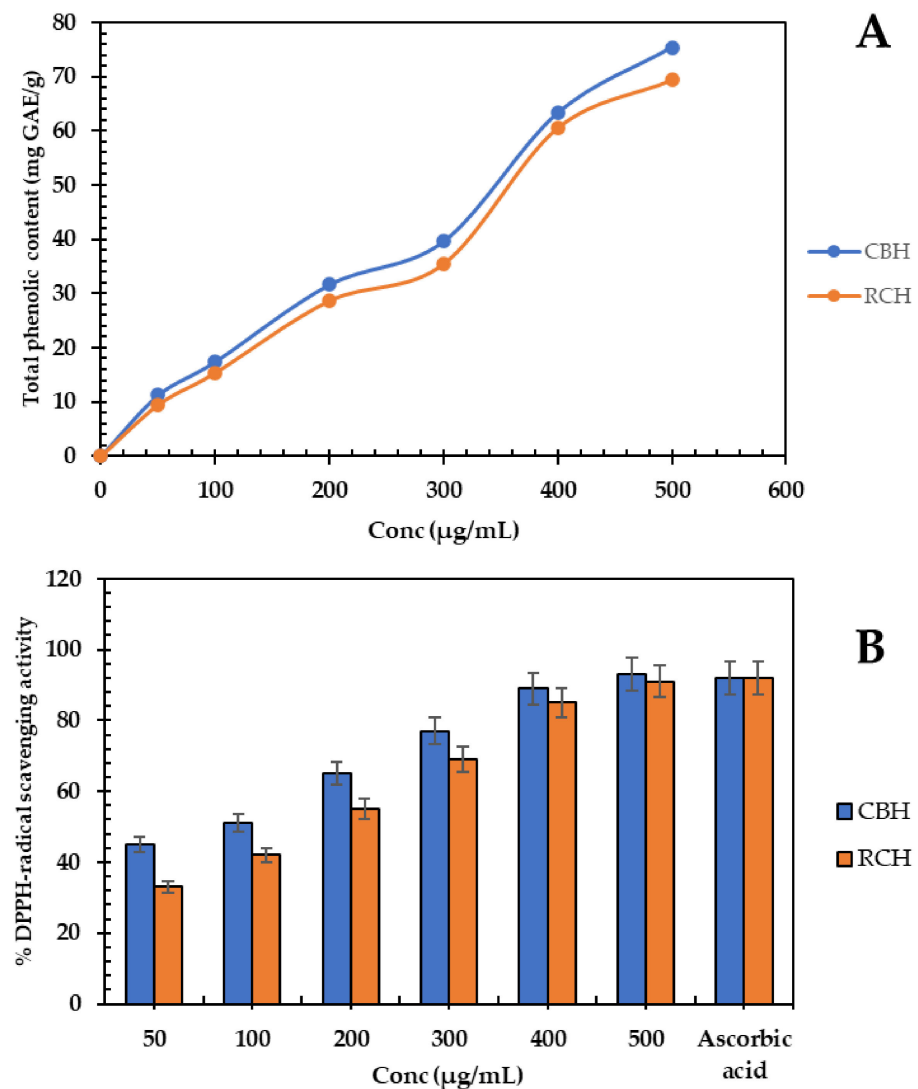 A
80
70
60
50
40
30
20
10
0
Total phenolic content (mg GAE/g)
0 100 200 300 400 500 600
Conc (µg/mL)
CBH
RCH
B
120
100
80
60
40
20
0
% DPPH-radical scavenging activity
50 100 200 300 400 500 Ascorbic
acid
Conc (µg/mL)
CBH
RCH